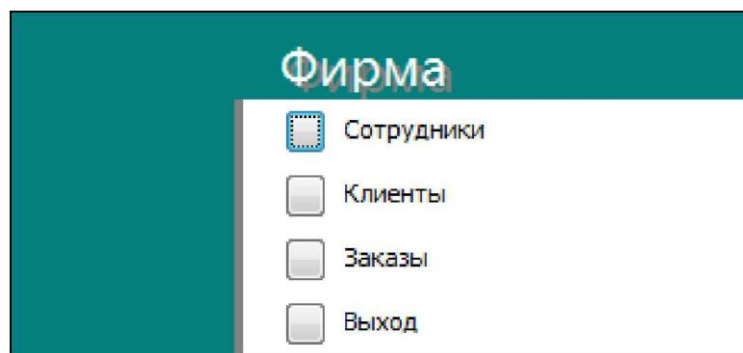 Фирма
Сотрудники
Клиенты
Заказы
Выход